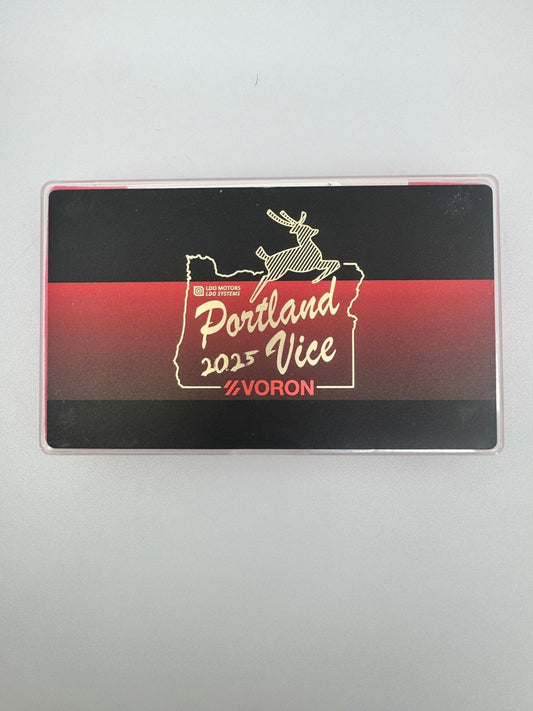 LDO MOTORS
LDO SYSTEMS
Portland
2025 Vice
VORON